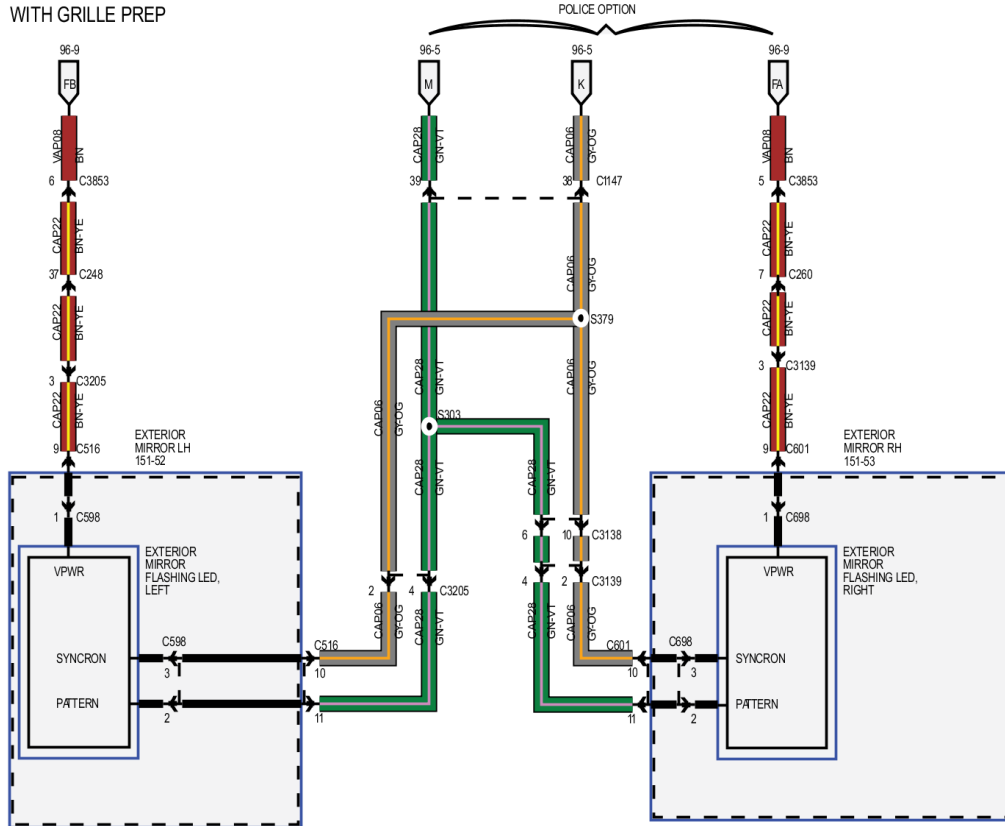 WITH GRILLE PREP
POLICE OPTION
96-9
96-5
96-5
96-9
FB
M
K
FA
VAP08
BN
CAP28
GN-VT
CAP06
GY-OG
VAP08
BN
6
C3853
39
38
C1147
5
C3853
CAP22
BN-YE
CAP06
GY-OG
CAP22
BN-YE
37
C248
7
C260
CAP22
BN-YE
S379
CAP22
BN-YE
CAP28
GN-VT
CAP06
GY-OG
3
C3205
3
C3139
CAP22
BN-YE
CAP06
GY-OG
S303
CAP22
BN-YE
9
C516
EXTERIOR
MIRROR LH
151-52
9
C601
EXTERIOR
MIRROR RH
151-53
CAP28
GN-VT
CAP28
GN-VT
1
C598
1
C698
6
10
C3138
EXTERIOR
MIRROR
FLASHING LED,
LEFT
EXTERIOR
MIRROR
FLASHING LED,
RIGHT
VPWR
VPWR
2
4
C3205
4
2
C3139
CAP06
GY-OG
CAP28
GN-VT
CAP28
GN-VT
CAP06
GY-OG
C598
C516
C601
C698
SYNCRON
3
10
10
3
SYNCRON
PATTERN
2
11
11
2
PATTERN